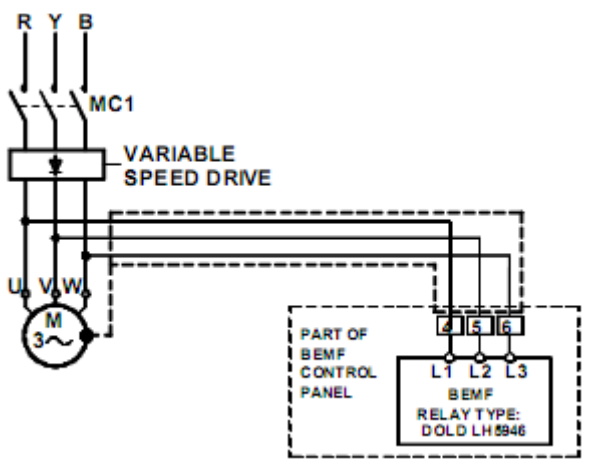 R Y B
MC1
VARIABLE
SPEED DRIVE
U V W
M
3~
4 5 6
PART OF
BEMF
CONTROL
PANEL
L1 L2 L3
BEMF
RELAY TYPE:
DOLD LH5946